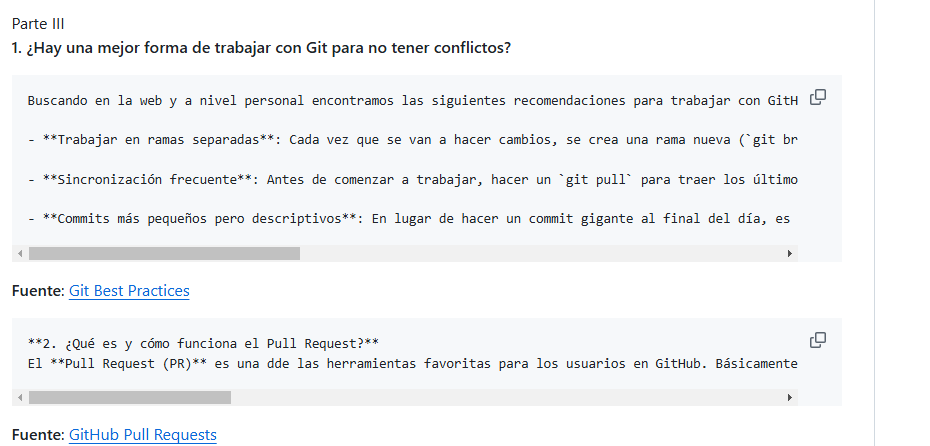 Parte III
1. ¿Hay una mejor forma de trabajar con Git para no tener conflictos?
Buscando en la web y a nivel personal encontramos las siguientes recomendaciones para trabajar con GitH
- **Trabajar en ramas separadas**: Cada vez que se van a hacer cambios, se crea una rama nueva (`git br
- **Sincronización frecuente**: Antes de comenzar a trabajar, hacer un `git pull` para traer los último
- **Commits más pequeños pero descriptivos**: En lugar de hacer un commit gigante al final del día, es
Fuente: Git Best Practices
**2. ¿Qué es y cómo funciona el Pull Request?**
El **Pull Request (PR)** es una dde las herramientas favoritas para los usuarios en GitHub. Básicamente
Fuente: GitHub Pull Requests